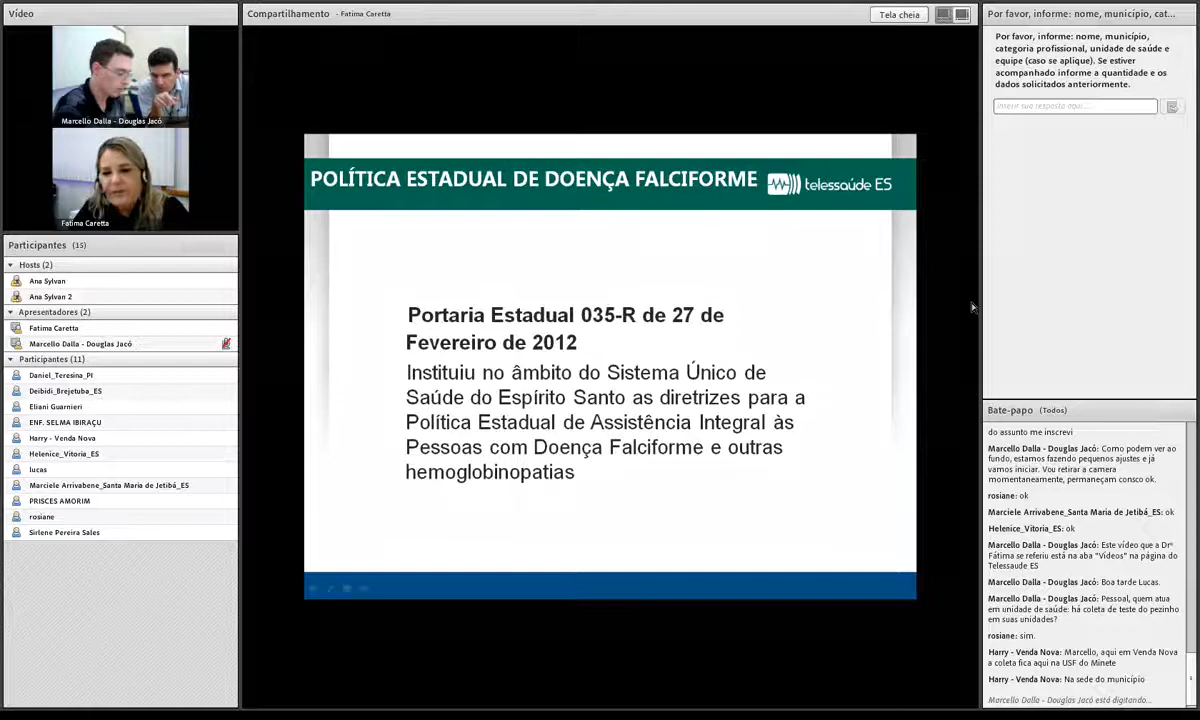 Vídeo
Marcello Dalla - Douglas Jacó
Fatima Caretta
Participantes (15)
Hosts (2)
Ana Sylvan
Ana Sylvan 2
Apresentadores (2)
Fatima Caretta
Marcello Dalla - Douglas Jacó
Participantes (11)
Daniel_Teresina_PI
Deibidi_Brejetuba_ES
Eliani Guarnieri
ENF. SELMA IBIRAÇU
Harry - Venda Nova
Helenice_Vitoria_ES
lucas
Marciele Arrivabene_Santa Maria de Jetibá_ES
PRISCES AMORIM
rosiane
Sirlene Pereira Sales
Compartilhamento - Fatima Caretta
Tela cheia
POLÍTICA ESTADUAL DE DOENÇA FALCIFORME
telessaúde ES
Portaria Estadual 035-R de 27 de
Fevereiro de 2012
Instituiu no âmbito do Sistema Único de
Saúde do Espírito Santo as diretrizes para a
Política Estadual de Assistência Integral às
Pessoas com Doença Falciforme e outras
hemoglobinopatias
Por favor, informe: nome, município, cat...
Por favor, informe: nome, município,
categoria profissional, unidade de saúde e
equipe (caso se aplique). Se estiver
acompanhado informe a quantidade e os
dados solicitados anteriormente.
Inserir sua resposta aqui...
Bate-papo (Todos)
do assunto me inscrevi
Marcello Dalla - Douglas Jacó: Como podem ver ao
fundo, estamos fazendo pequenos ajustes e já
vamos iniciar. Vou retirar a camera
momentaneamente, permaneçam consco ok.
rosiane: ok
Marciele Arrivabene_Santa Maria de Jetibá_ES: ok
Helenice_Vitoria_ES: ok
Marcello Dalla - Douglas Jacó: Este vídeo que a Drª
Fátima se referiu está na aba "Vídeos" na página do
Telessaude ES
Marcello Dalla - Douglas Jacó: Boa tarde Lucas.
Marcello Dalla - Douglas Jacó: Pessoal, quem atua
em unidade de saúde: há coleta de teste do pezinho
em suas unidades?
rosiane: sim.
Harry - Venda Nova: Marcello, aqui em Venda Nova
a coleta fica aqui na USF do Minete
Harry - Venda Nova: Na sede do município
Marcello Dalla - Douglas Jacó está digitando...